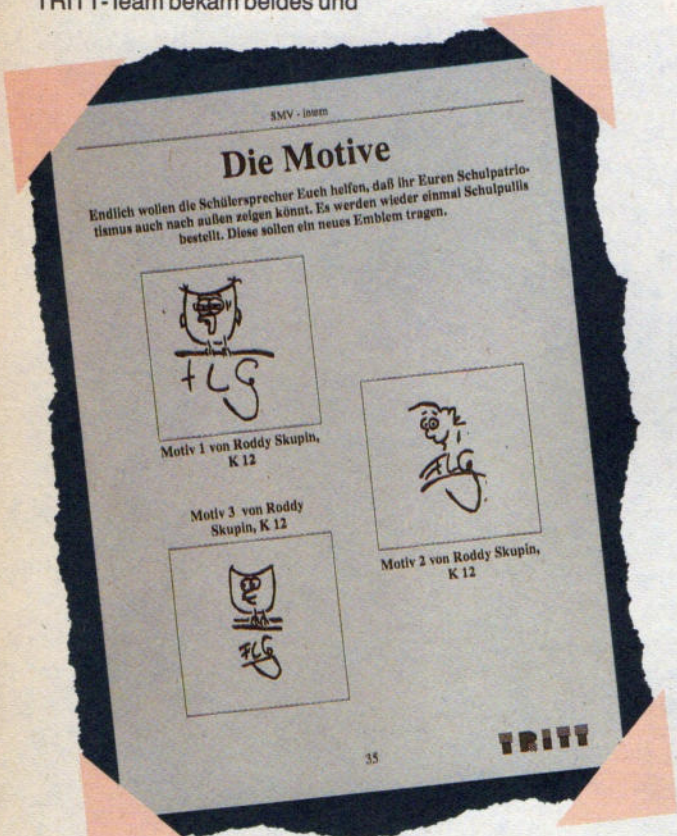 TRITT-Team bekam beides und
SMV - intern
Die Motive
Endlich wollen die Schülersprecher Euch helfen, daß ihr Euren Schulpatrio-
tismus auch nach außen zeigen könnt. Es werden wieder einmal Schulpullis
bestellt. Diese sollen ein neues Emblem tragen.
FLG
Motiv 1 von Roddy Skupin,
K 12
FLG
Motiv 2 von Roddy Skupin,
K 12
Motiv 3 von Roddy
Skupin, K 12
FLG
35
TRITT